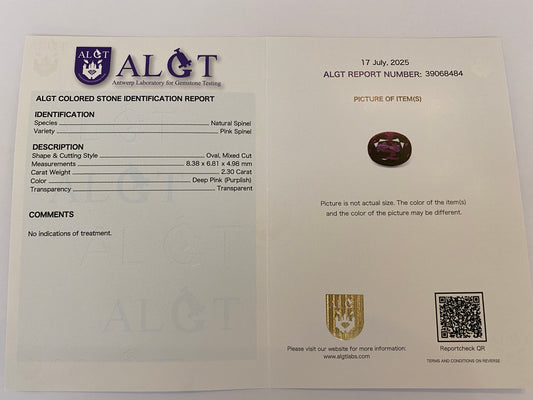 ALGT
ALGT
Antwerp Laboratory for Gemstone Testing
ALGT COLORED STONE IDENTIFICATION REPORT
IDENTIFICATION
Species Natural Spinel
Variety Pink Spinel
DESCRIPTION
Shape & Cutting Style Oval, Mixed Cut
Measurements 8.38 x 6.81 x 4.98 mm
Carat Weight 2.30 Carat
Color Deep Pink (Purplish)
Transparency Transparent
COMMENTS
No indications of treatment.
ALGT
17 July, 2025
ALGT REPORT NUMBER: 39068484
PICTURE OF ITEM(S)
Picture is not actual size. The color of the item(s)
and the color of the picture may be different.
Please visit our website for more information:
www.algtlabs.com
Reportcheck QR
TERMS AND CONDITIONS ON REVERSE